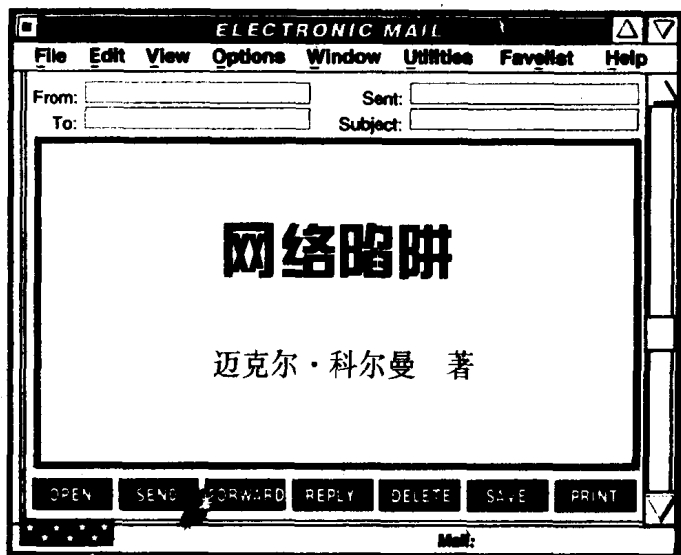 ELECTRONIC MAIL
File Edit View Options Window Utilities Favelist Help
From: Sent:
To: Subject:
网络陷阱
迈克尔·科尔曼 著
OPEN SEND FORWARD REPLY DELETE SAVE PRINT
Mail: